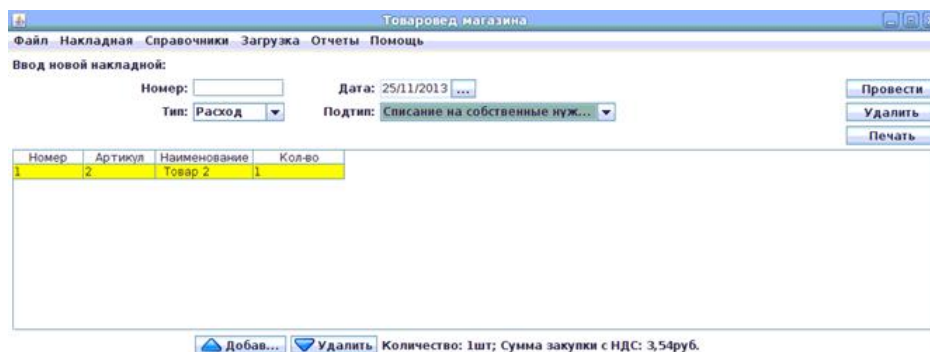 Товаровед магазина
Файл Накладная Справочники Загрузка Отчеты Помощь
Ввод новой накладной:
Номер: Дата: 25/11/2013 ... Провести
Тип: Расход Подтип: Списание на собственные нуж... Удалить
Печать
Номер Артикул Наименование Кол-во
1 2 Товар 2 1
Добав... Удалить Количество: 1шт; Сумма закупки с НДС: 3,54руб.